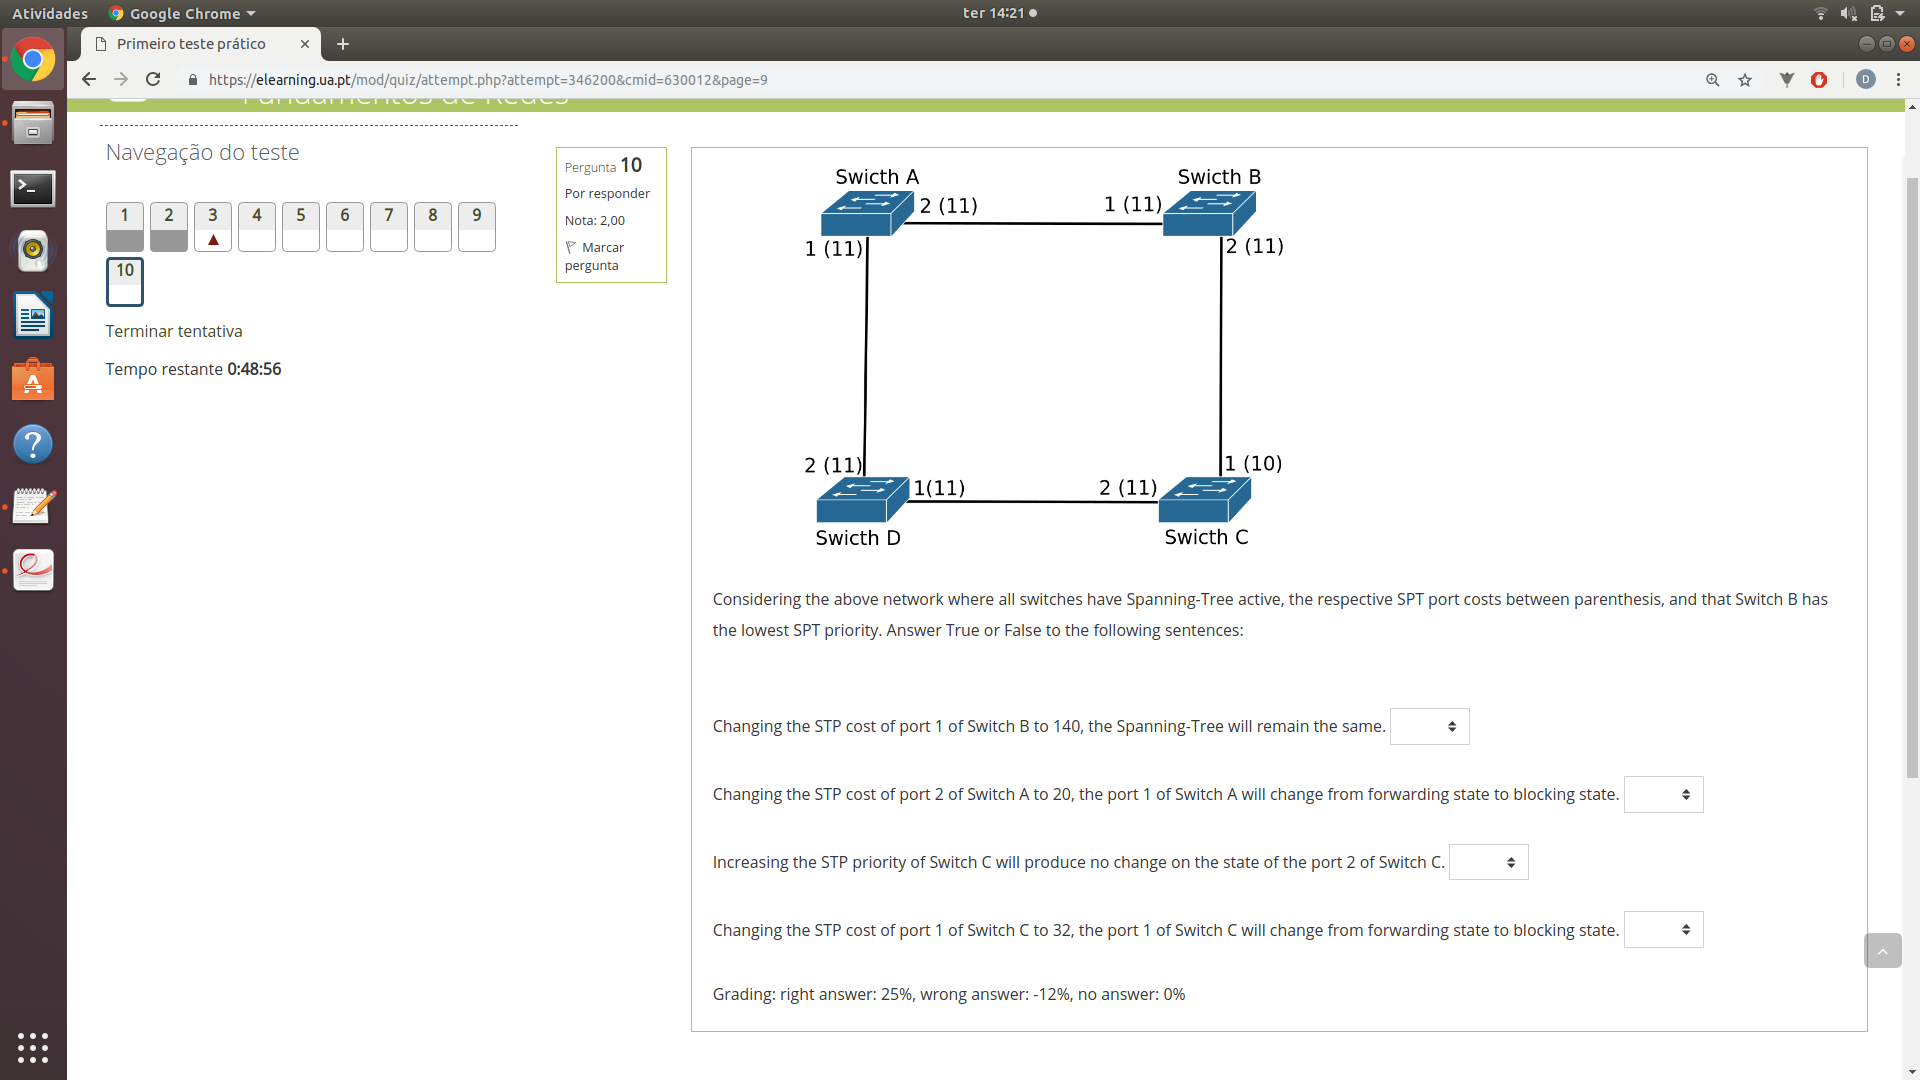 Atividades
Google Chrome
ter 14:21
Primeiro teste prático
https://elearning.ua.pt/mod/quiz/attempt.php?attempt=346200&cmid=630012&page=9
D
Fundamentos de Redes
Navegação do teste
1 2 3 4 5 6 7 8 9
10
Terminar tentativa
Tempo restante 0:48:56
Pergunta 10
Por responder
Nota: 2,00
Marcar
pergunta
Swicth A
Swicth B
2 (11)
1 (11)
1 (11)
2 (11)
2 (11)
1 (10)
1(11)
2 (11)
Swicth D
Swicth C
Considering the above network where all switches have Spanning-Tree active, the respective SPT port costs between parenthesis, and that Switch B has
the lowest SPT priority. Answer True or False to the following sentences:
Changing the STP cost of port 1 of Switch B to 140, the Spanning-Tree will remain the same.
Changing the STP cost of port 2 of Switch A to 20, the port 1 of Switch A will change from forwarding state to blocking state.
Increasing the STP priority of Switch C will produce no change on the state of the port 2 of Switch C.
Changing the STP cost of port 1 of Switch C to 32, the port 1 of Switch C will change from forwarding state to blocking state.
Grading: right answer: 25%, wrong answer: -12%, no answer: 0%